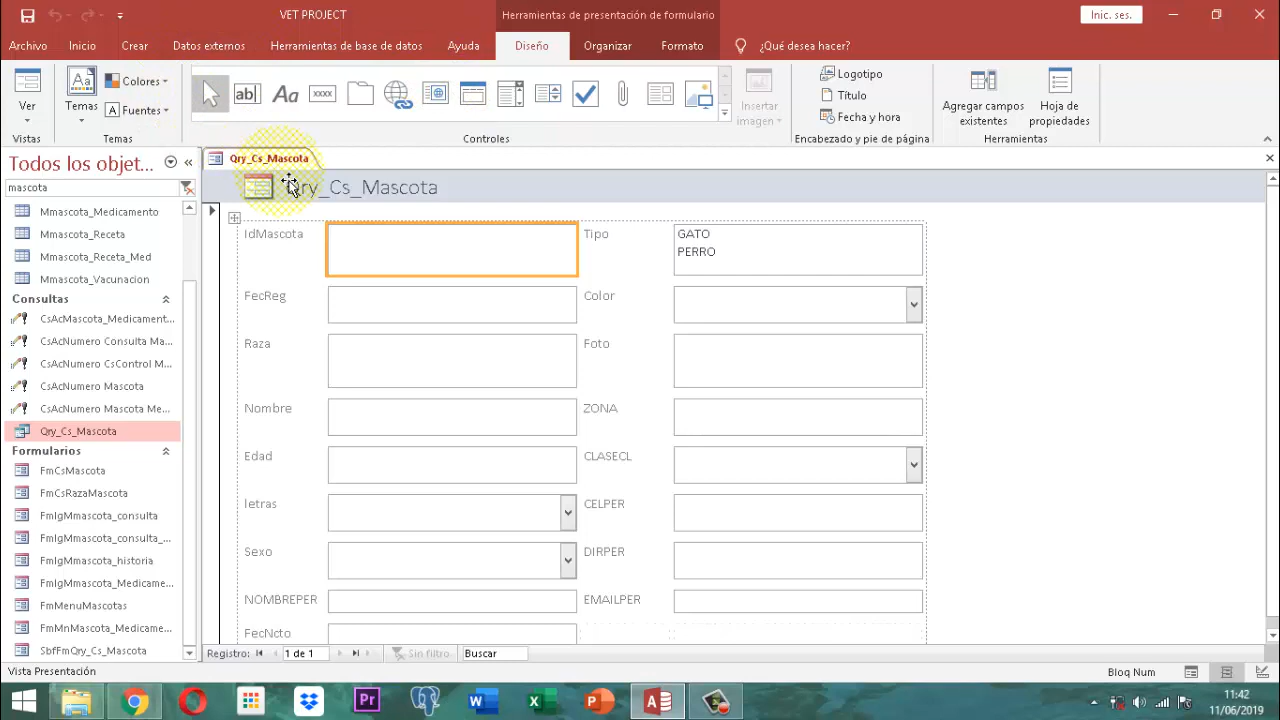 VET PROJECT
Herramientas de presentación de formulario
Inic. ses.
Archivo
Inicio
Crear
Datos externos
Herramientas de base de datos
Ayuda
Diseño
Organizar
Formato
¿Qué desea hacer?
Ver
Vistas
Aa
Temas
Colores
Fuentes
Temas
ab
Aa
xxxx
Controles
Insertar
imagen
Logotipo
Título
Fecha y hora
Encabezado y pie de página
Agregar campos
existentes
Hoja de
propiedades
Herramientas
Todos los objet...
mascota
Mmascota_Medicamento
Mmascota_Receta
Mmascota_Receta_Med
Mmascota_Vacunacion
Consultas
CsAcMascota_Medicament...
CsAcNumero Consulta Ma...
CsAcNumero CsControl M...
CsAcNumero Mascota
CsAcNumero Mascota Me...
Qry_Cs_Mascota
Formularios
FmCsMascota
FmCsRazaMascota
FmIgMmascota_consulta
FmIgMmascota_consulta_...
FmIgMmascota_historia
FmIgMmascota_Medicame...
FmMenuMascotas
FmMnMascota_Medicame...
SbfFmQry_Cs_Mascota
Qry_Cs_Mascota
Qry_Cs_Mascota
IdMascota
Tipo
GATO
PERRO
FecReg
Color
Raza
Foto
Nombre
ZONA
Edad
CLASECL
letras
CELPER
Sexo
DIRPER
NOMBREPER
EMAILPER
FecNcto
Registro:
1 de 1
Sin filtro
Buscar
Vista Presentación
Bloq Num
Pr
11:42
11/06/2019